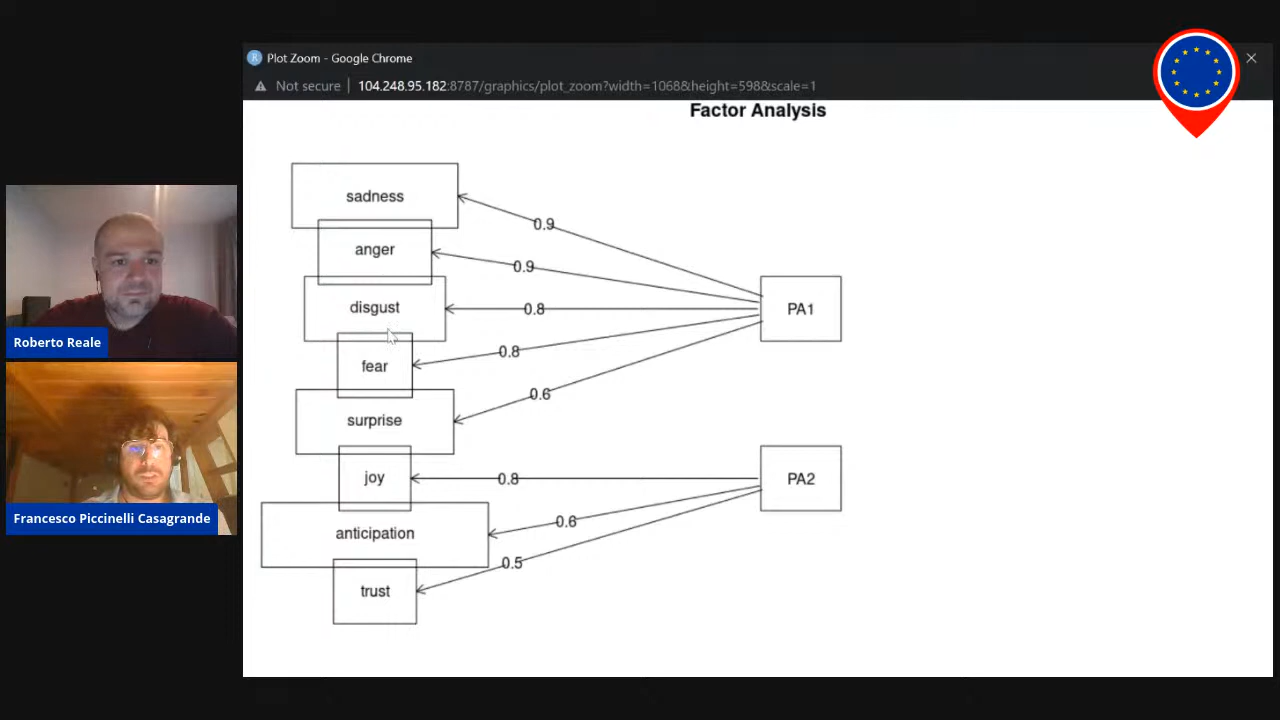 R Plot Zoom - Google Chrome
Not secure | 104.248.95.182:8787/graphics/plot_zoom?width=1068&height=598&scale=1
Factor Analysis
sadness
0.9
anger
0.9
disgust
0.8
PA1
fear
0.8
surprise
0.6
joy
0.8
PA2
anticipation
0.6
trust
0.5
Roberto Reale
Francesco Piccinelli Casagrande